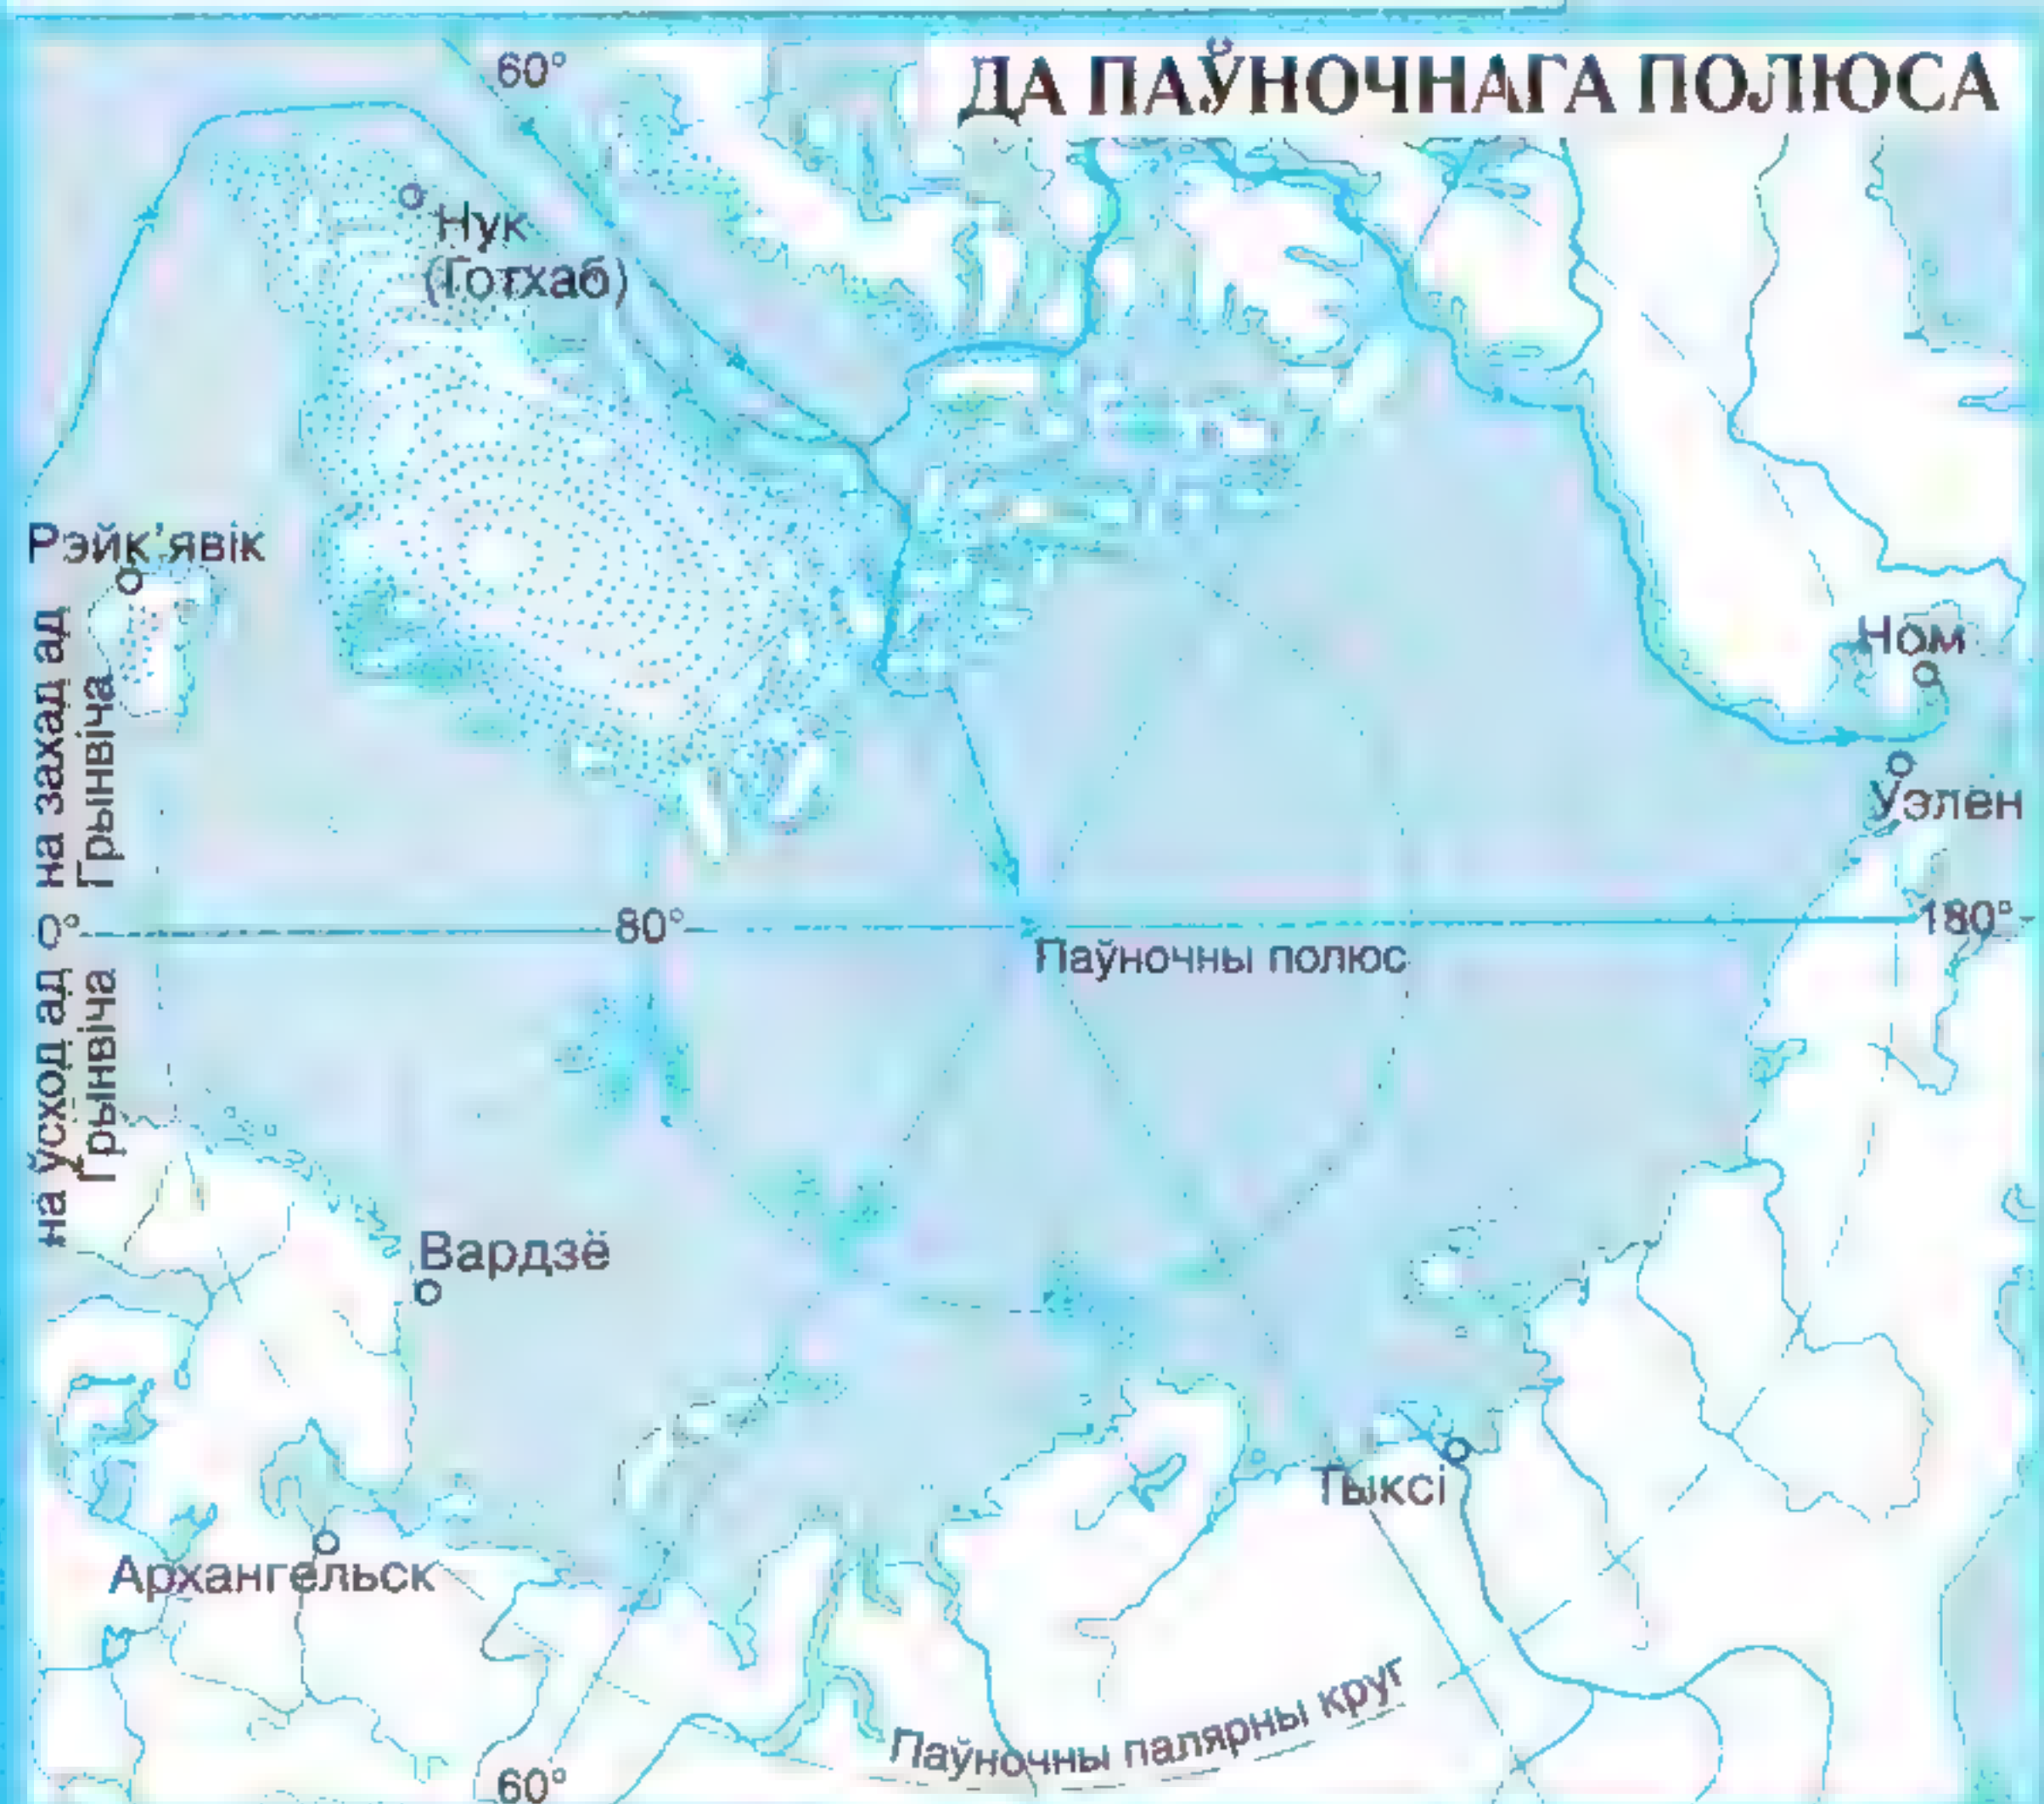 ДА ПАЎНОЧНАГА ПОЛЮСА
60°
Нук
(Готхаб)
Рэйк’явік
на захад ад
Грынвіча
Ном
Уэлен
0°
80°
180°
Паўночны полюс
на ўсход ад
Грынвіча
Вардзё
Тыксі
Архангельск
Паўночны палярны круг
60°